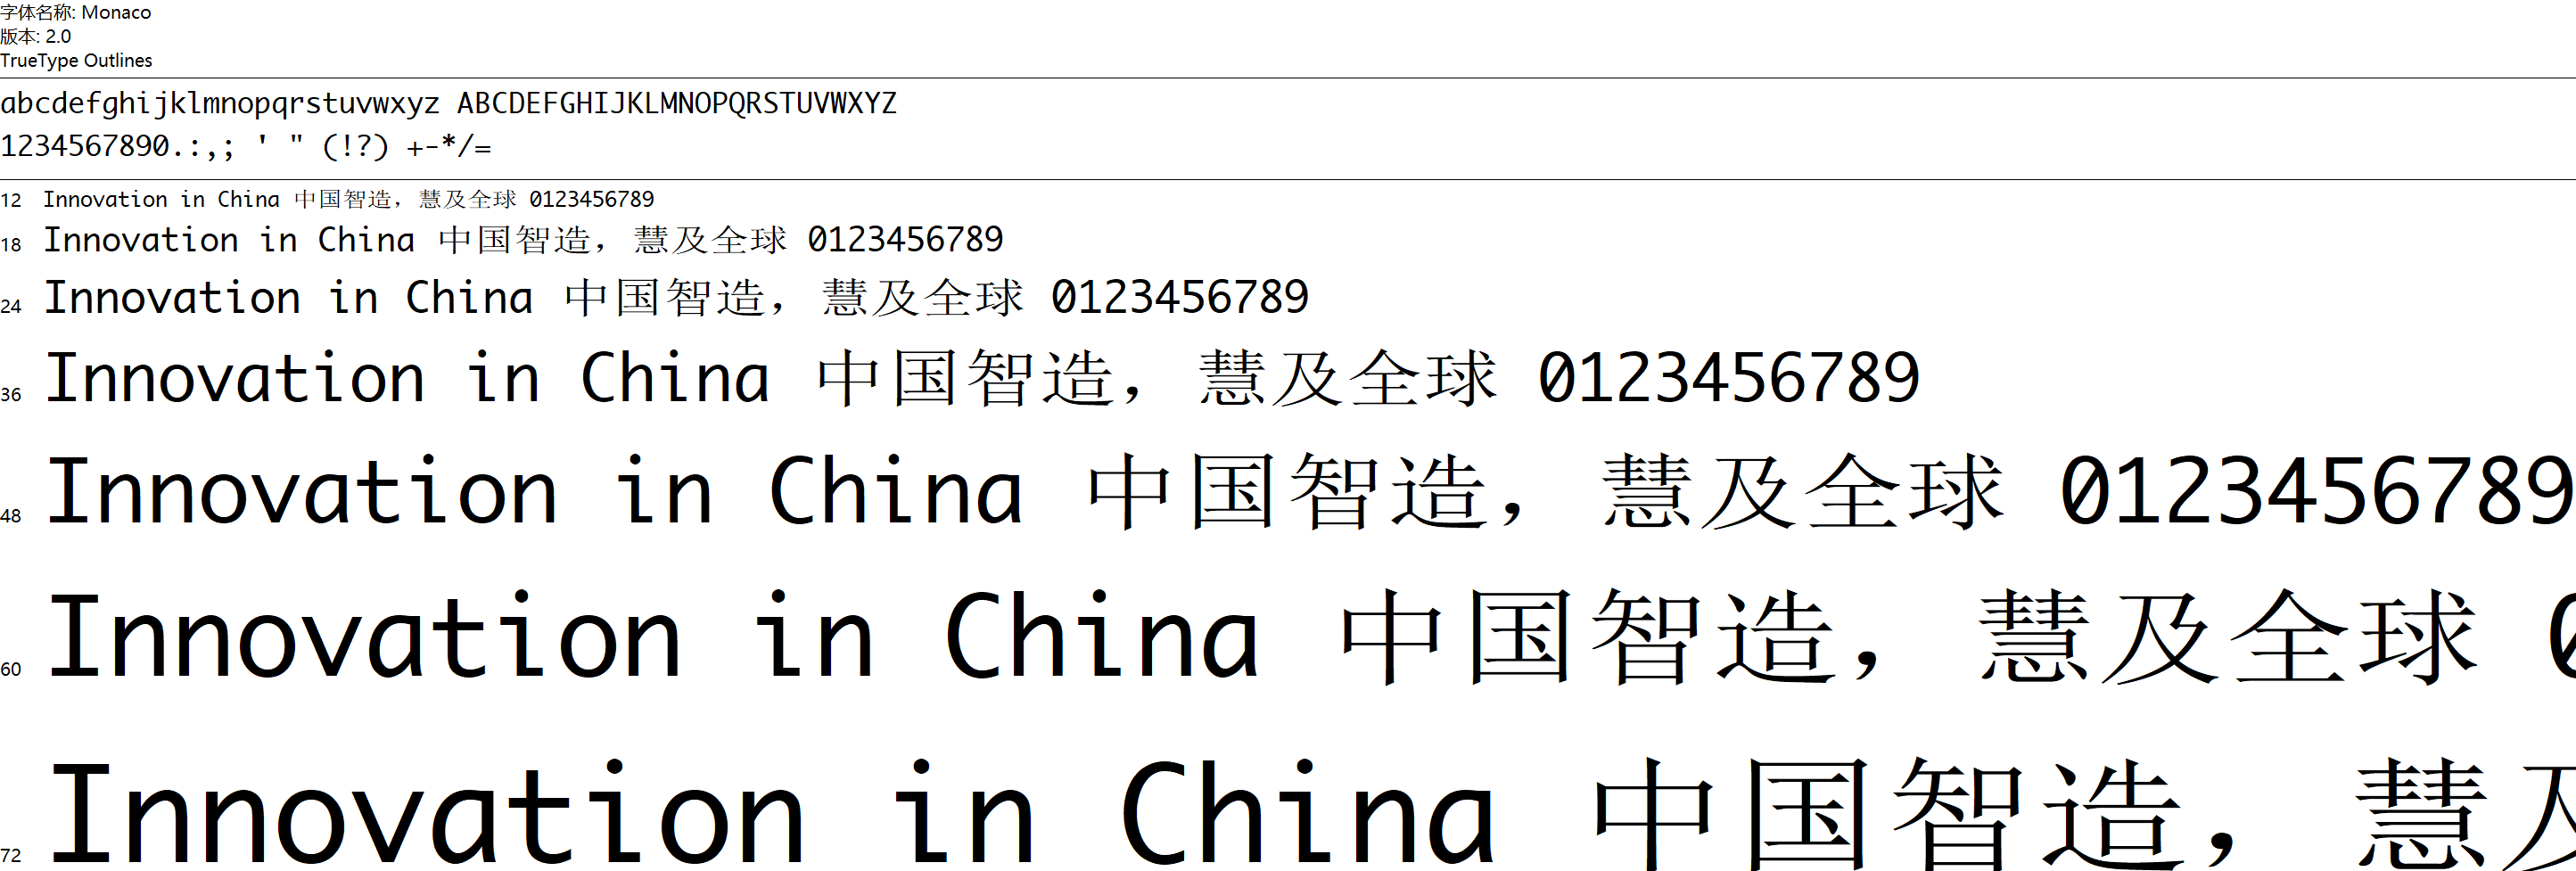 字体名称: Monaco
版本: 2.0
TrueType Outlines
abcdefghijklmnopqrstuvwxyz ABCDEFGHIJKLMNOPQRSTUVWXYZ
1234567890.:,; ' " (!?) +-*/=
12 Innovation in China 中国智造，慧及全球 0123456789
18 Innovation in China 中国智造，慧及全球 0123456789
24 Innovation in China 中国智造，慧及全球 0123456789
36 Innovation in China 中国智造，慧及全球 0123456789
48 Innovation in China 中国智造，慧及全球 0123456789
60 Innovation in China 中国智造，慧及全球 0
72 Innovation in China 中国智造，慧及